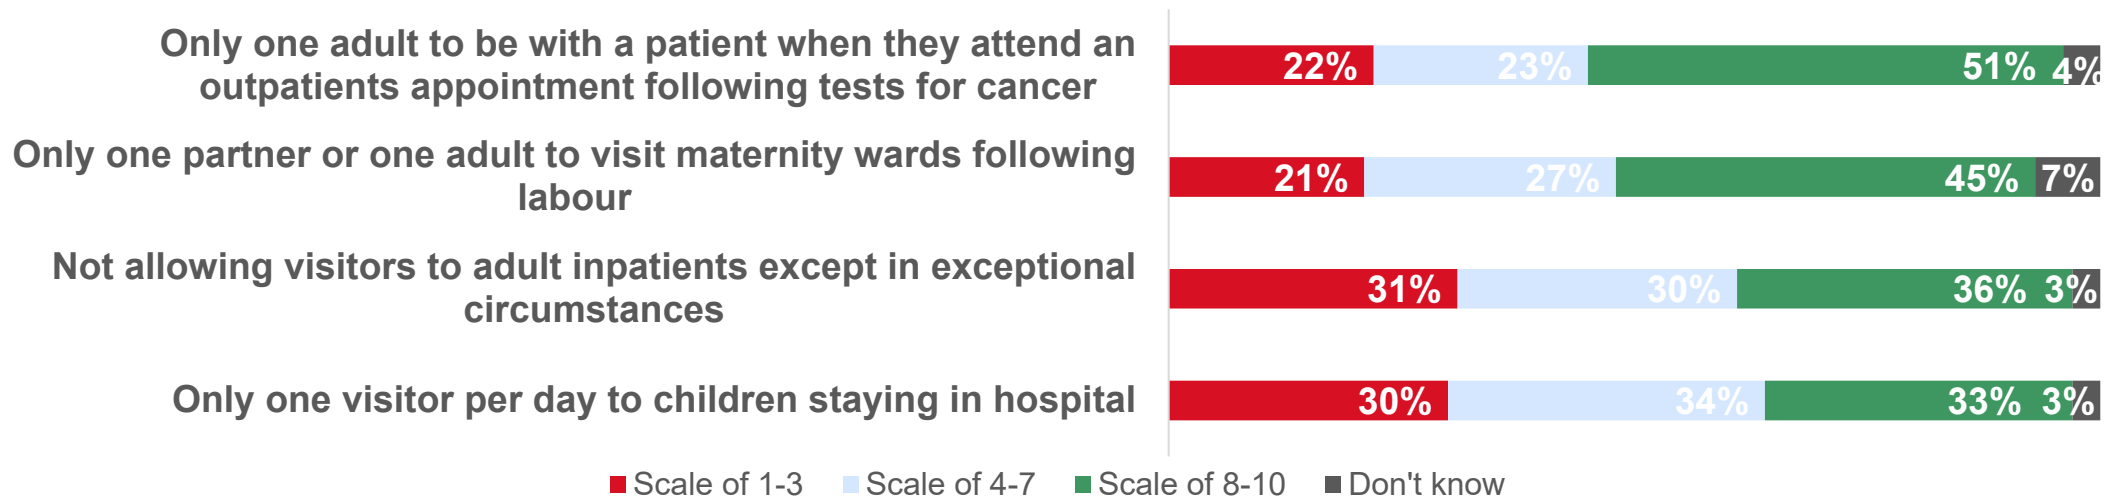 Only one adult to be with a patient when they attend an
outpatients appointment following tests for cancer
22% 23% 51% 4%
Only one partner or one adult to visit maternity wards following
labour
21% 27% 45% 7%
Not allowing visitors to adult inpatients except in exceptional
circumstances
31% 30% 36% 3%
Only one visitor per day to children staying in hospital
30% 34% 33% 3%
Scale of 1-3 Scale of 4-7 Scale of 8-10 Don't know